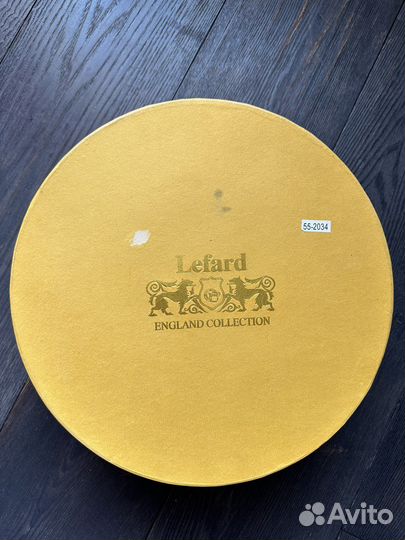 55-2034
Lefard
ENGLAND COLLECTION
Avito